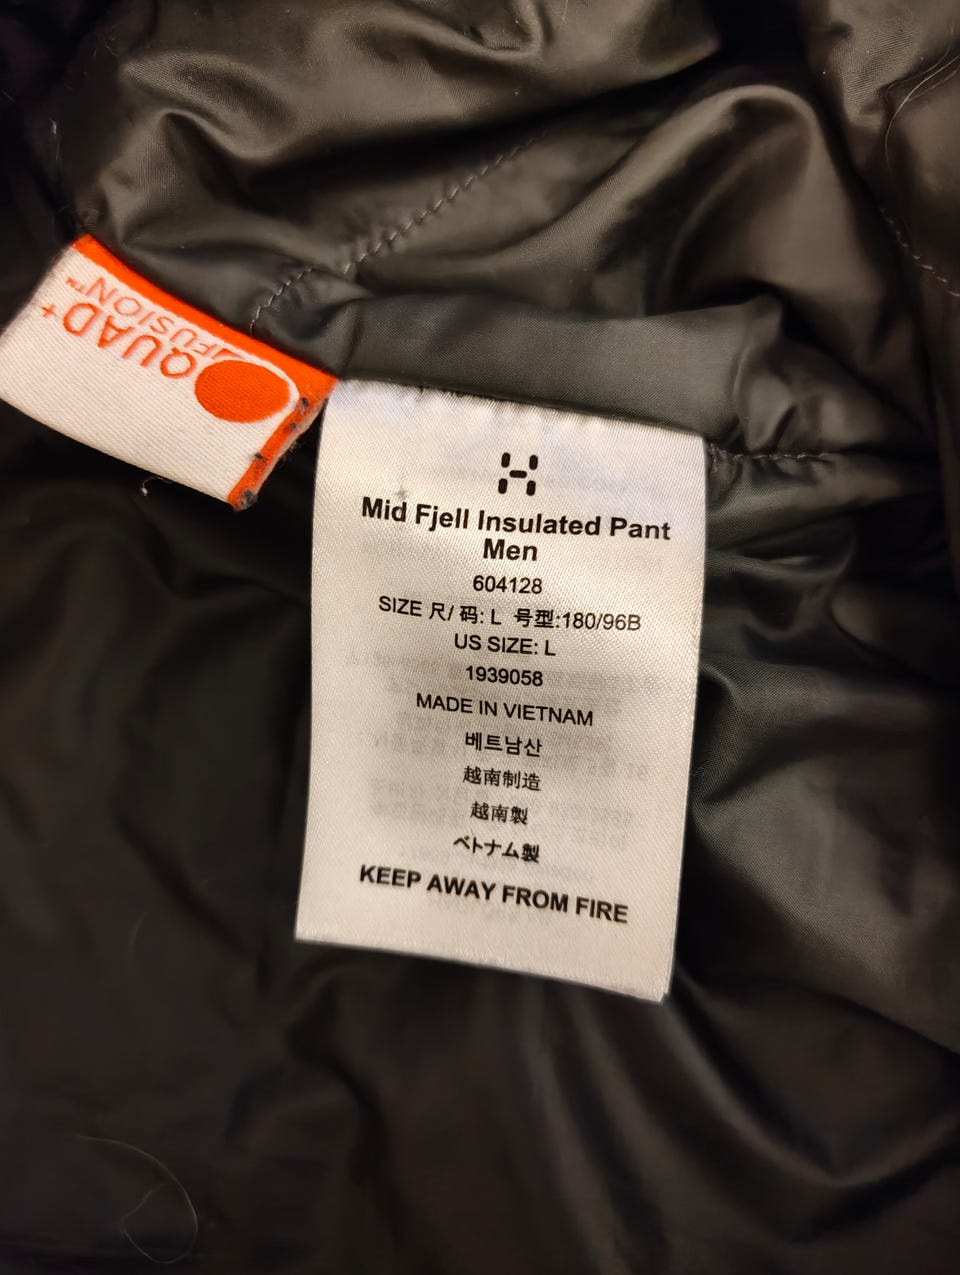 QUAD
FUSION™
+
Mid Fjell Insulated Pant
Men
604128
SIZE 尺/ 码: L 号型:180/96B
US SIZE: L
1939058
MADE IN VIETNAM
베트남산
越南制造
越南製
ベトナム製
KEEP AWAY FROM FIRE